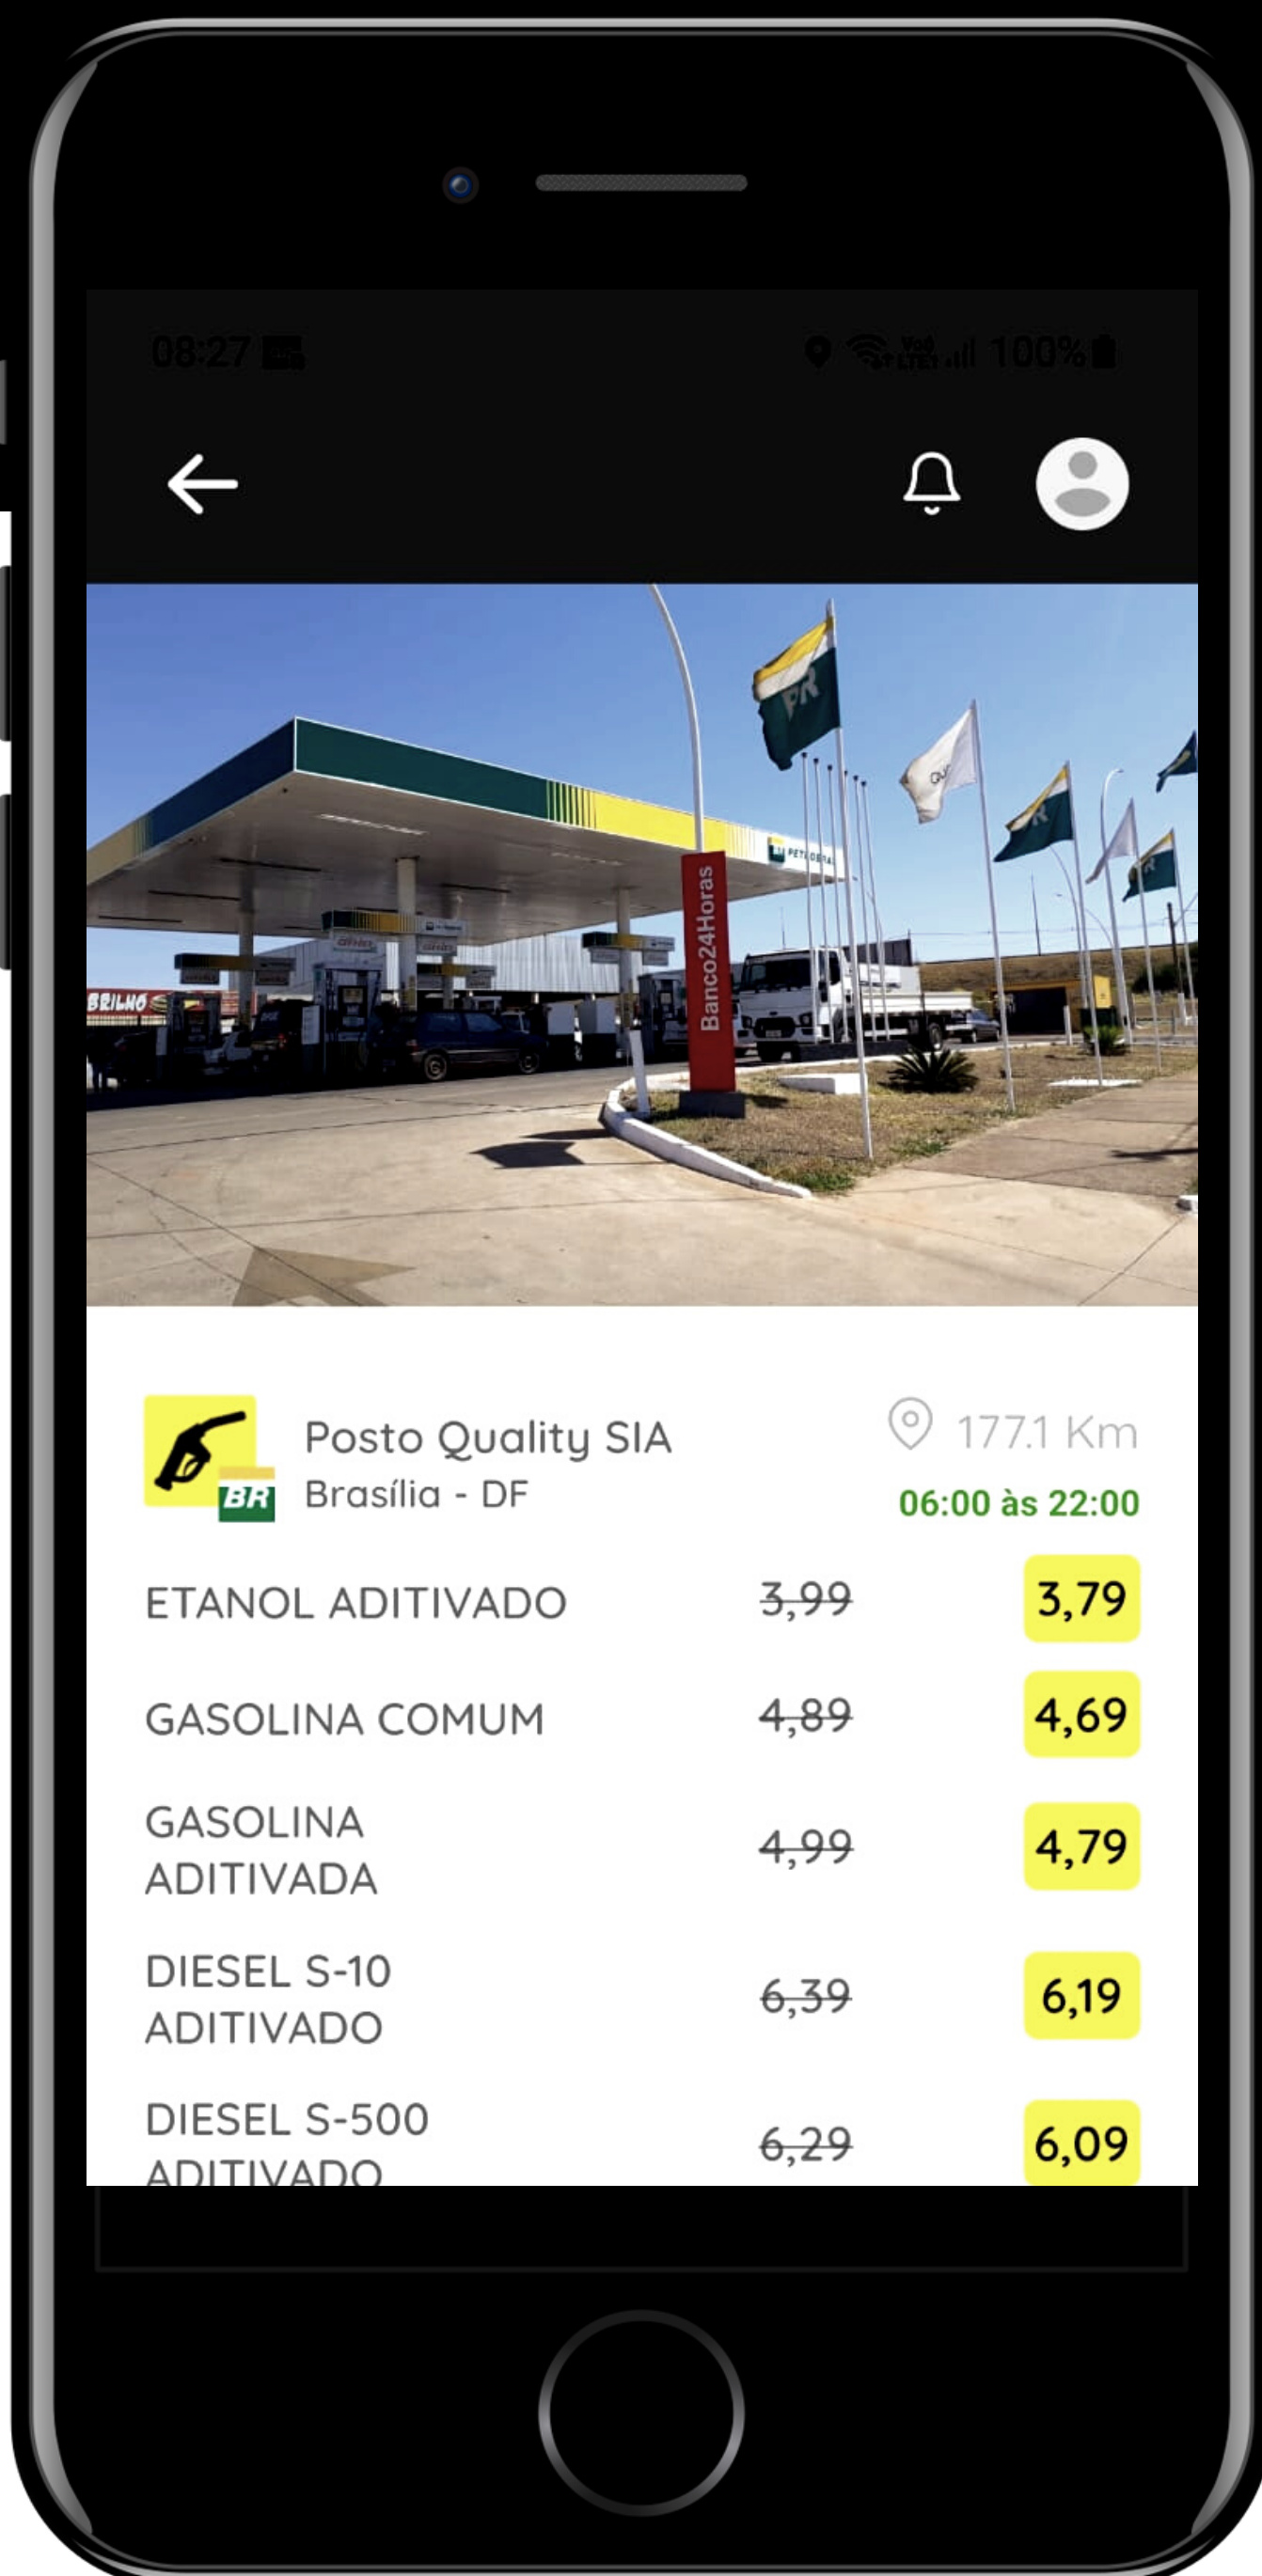 08:27
100%
BR
Banco24Horas
BRILHO
Posto Quality SIA
177.1 Km
BR
Brasília - DF
06:00 às 22:00
ETANOL ADITIVADO
3,99
3,79
GASOLINA COMUM
4,89
4,69
GASOLINA
ADITIVADA
4,99
4,79
DIESEL S-10
ADITIVADO
6,39
6,19
DIESEL S-500
ADITIVADO
6,29
6,09